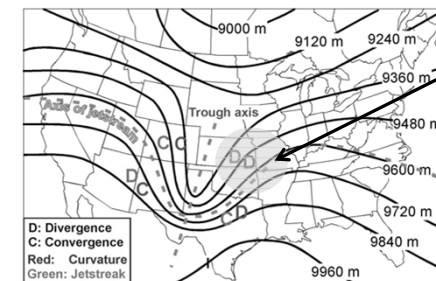 9000 m
9120 m
9240 m
9360 m
Axis of Jetstream
Trough axis
9480 m
C C
D D
9600 m
D
C
C D
9720 m
D: Divergence
C: Convergence
9840 m
Red: Curvature
Green: Jetstreak
9960 m